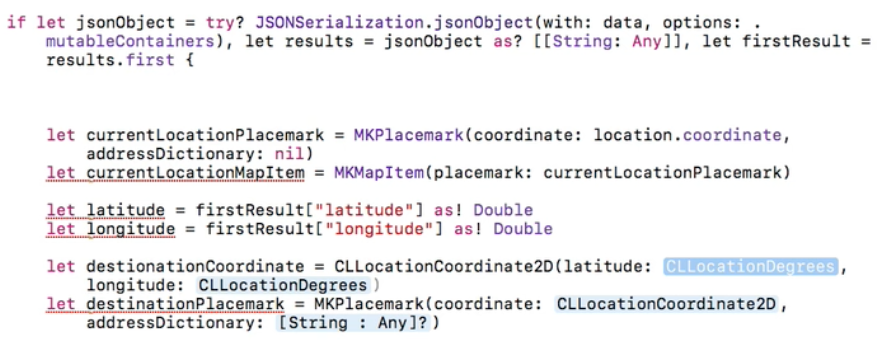 if let jsonObject = try? JSONSerialization.jsonObject(with: data, options: .
mutableContainers), let results = jsonObject as? [[String: Any]], let firstResult =
results.first {
let currentLocationPlacemark = MKPlacemark(coordinate: location.coordinate,
addressDictionary: nil)
let currentLocationMapItem = MKMapItem(placemark: currentLocationPlacemark)
let latitude = firstResult["latitude"] as! Double
let longitude = firstResult["longitude"] as! Double
let destionationCoordinate = CLLocationCoordinate2D(latitude: CLLocationDegrees,
longitude: CLLocationDegrees)
let destinationPlacemark = MKPlacemark(coordinate: CLLocationCoordinate2D,
addressDictionary: [String : Any]?)